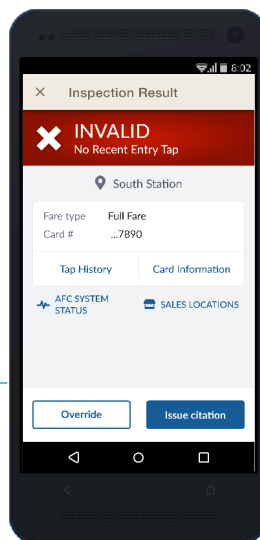 8:02
Inspection Result
INVALID
No Recent Entry Tap
South Station
Fare type Full Fare
Card # ...7890
Tap History Card Information
AFC SYSTEM
STATUS
SALES LOCATIONS
Override Issue citation